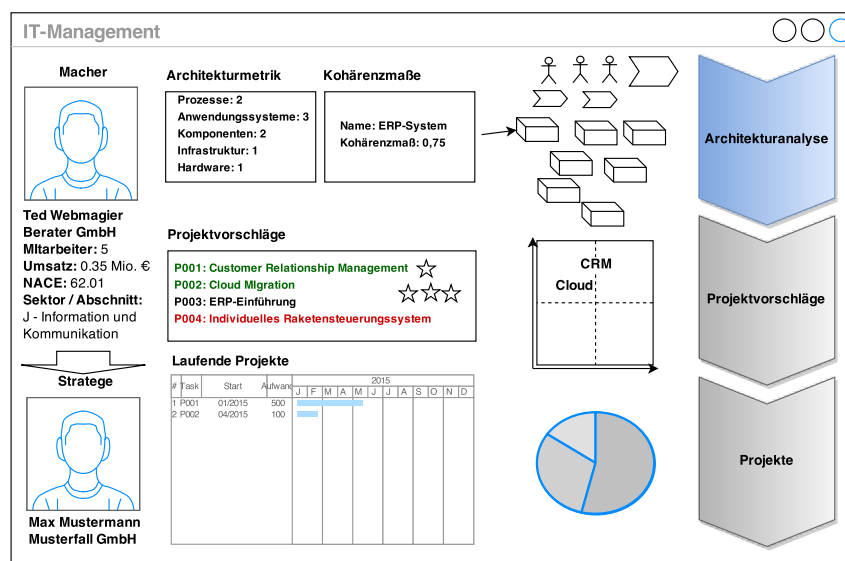 IT-Management
Macher
Ted Webmagier
Berater GmbH
MItarbeiter: 5
Umsatz: 0.35 Mio. €
NACE: 62.01
Sektor / Abschnitt:
J - Information und
Kommunikation
Stratege
Max Mustermann
Musterfall GmbH
Architekturmetrik
Prozesse: 2
Anwendungssysteme: 3
Komponenten: 2
Infrastruktur: 1
Hardware: 1
Kohärenzmaße
Name: ERP-System
Kohärenzmaß: 0,75
Projektvorschläge
P001: Customer Relationship Management
P002: Cloud MIgration
P003: ERP-Einführung
P004: Individuelles Raketensteuerungssystem
Laufende Projekte
# Task Start Aufwand 2015
J F M A M J J A S O N D
1 P001 01/2015 500
2 P002 04/2015 100
CRM
Cloud
Architekturanalyse
Projektvorschläge
Projekte